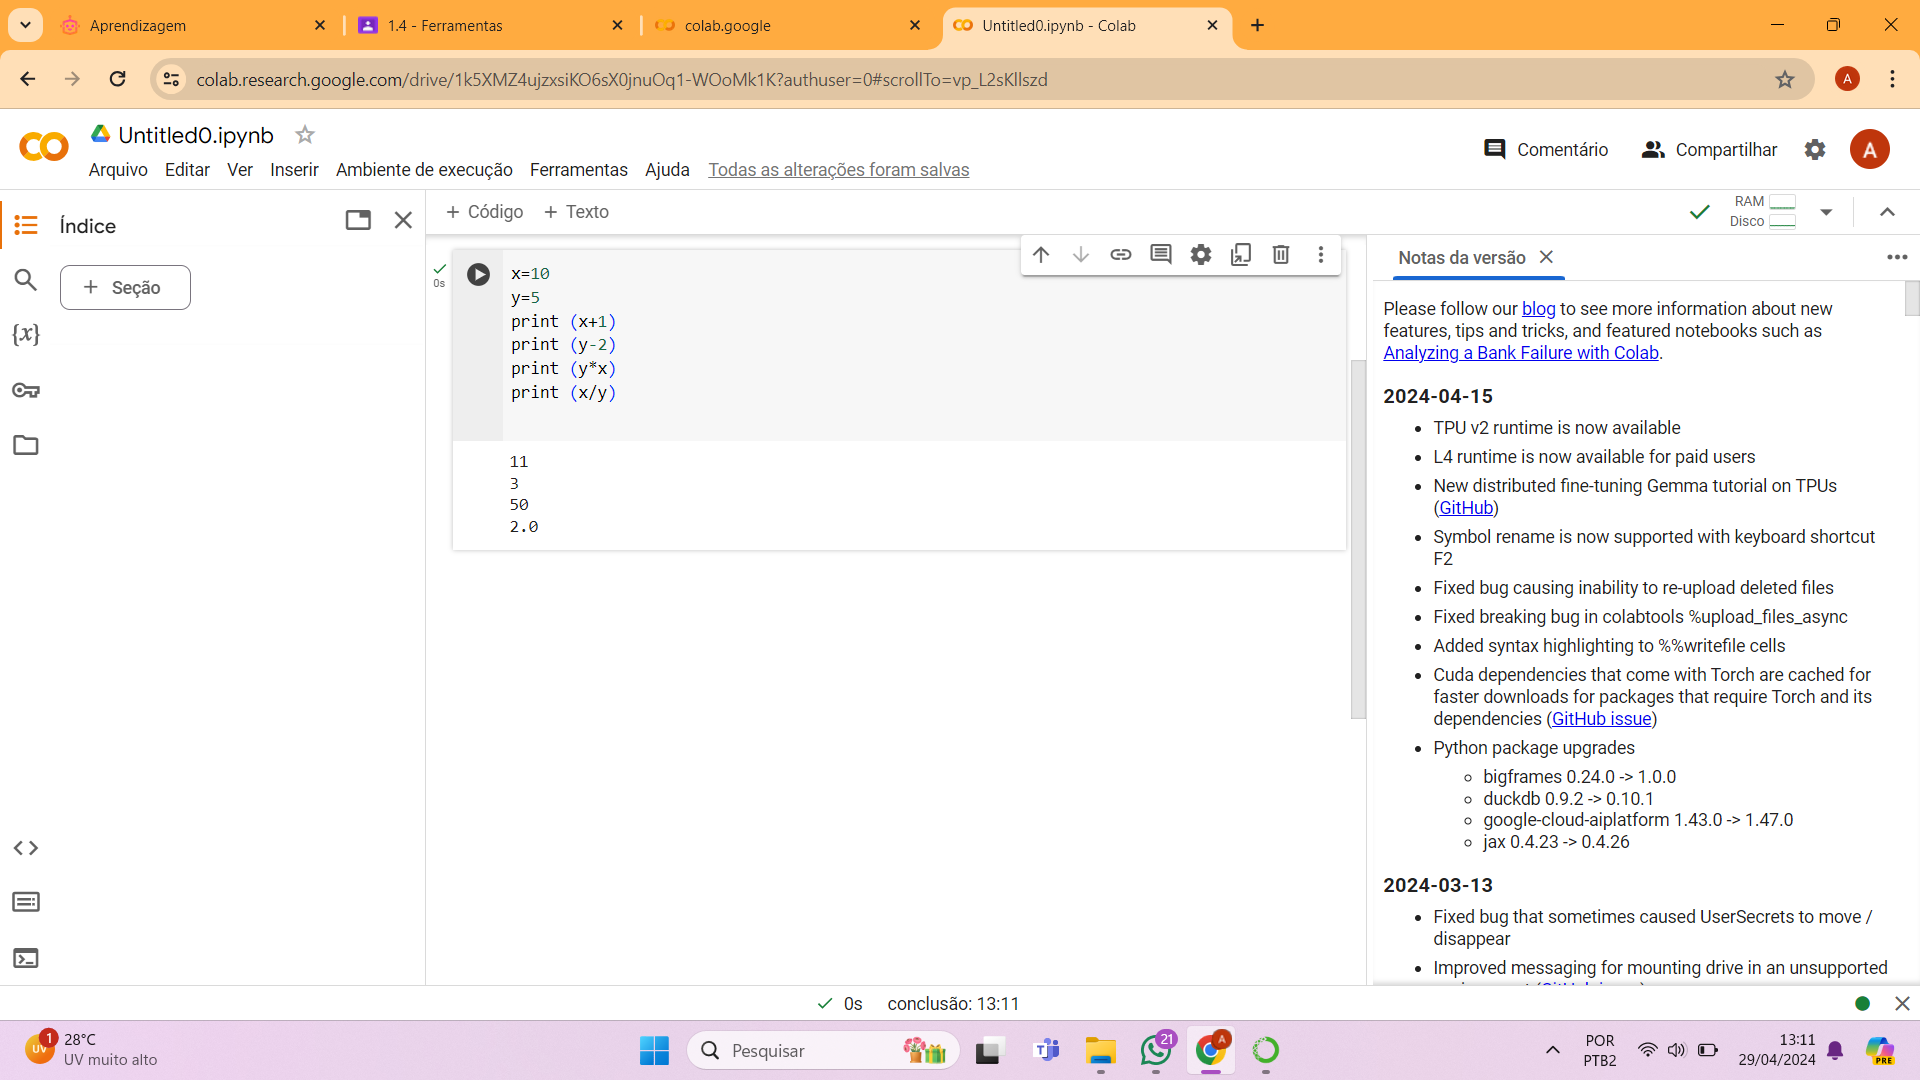 Aprendizagem
1.4 - Ferramentas
colab.google
Untitled0.ipynb - Colab
colab.research.google.com/drive/1k5XMZ4ujzxsiKO6sX0jnuOq1-WOoMk1K?authuser=0#scrollTo=vp_L2sKllszd
A
Untitled0.ipynb
Arquivo Editar Ver Inserir Ambiente de execução Ferramentas Ajuda Todas as alterações foram salvas
Comentário
Compartilhar
A
Índice
+ Seção
{x}
+ Código + Texto
RAM
Disco
0s
x=10
y=5
print (x+1)
print (y-2)
print (y*x)
print (x/y)
11
3
50
2.0
Notas da versão
Please follow our blog to see more information about new
features, tips and tricks, and featured notebooks such as
Analyzing a Bank Failure with Colab.
2024-04-15
TPU v2 runtime is now available
L4 runtime is now available for paid users
New distributed fine-tuning Gemma tutorial on TPUs
(GitHub)
Symbol rename is now supported with keyboard shortcut
F2
Fixed bug causing inability to re-upload deleted files
Fixed breaking bug in colabtools %upload_files_async
Added syntax highlighting to %%writefile cells
Cuda dependencies that come with Torch are cached for
faster downloads for packages that require Torch and its
dependencies (GitHub issue)
Python package upgrades
bigframes 0.24.0 -> 1.0.0
duckdb 0.9.2 -> 0.10.1
google-cloud-aiplatform 1.43.0 -> 1.47.0
jax 0.4.23 -> 0.4.26
2024-03-13
Fixed bug that sometimes caused UserSecrets to move /
disappear
Improved messaging for mounting drive in an unsupported
0s conclusão: 13:11
UV
1
28°C
UV muito alto
Pesquisar
21
A
POR
PTB2
13:11
29/04/2024
PRE